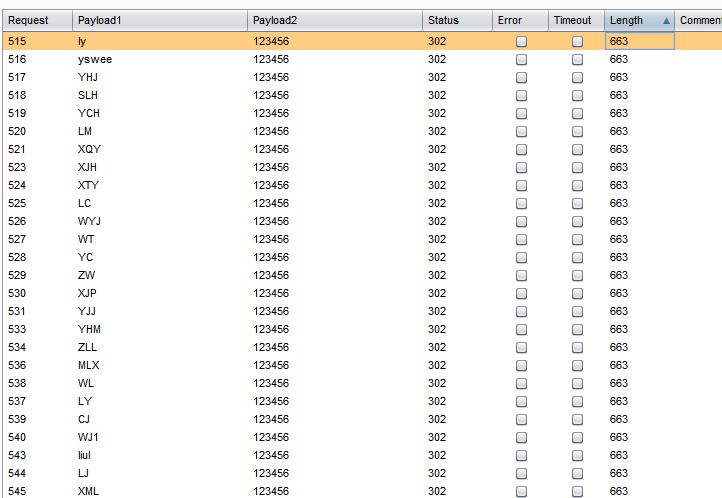 Request Payload1 Payload2 Status Error Timeout Length Comment
515 ly 123456 302 663
516 yswee 123456 302 663
517 YHJ 123456 302 663
518 SLH 123456 302 663
519 YCH 123456 302 663
520 LM 123456 302 663
521 XQY 123456 302 663
523 XJH 123456 302 663
524 XTY 123456 302 663
525 LC 123456 302 663
526 WYJ 123456 302 663
527 WT 123456 302 663
528 YC 123456 302 663
529 ZW 123456 302 663
530 XJP 123456 302 663
531 YJJ 123456 302 663
533 YHM 123456 302 663
534 ZLL 123456 302 663
536 MLX 123456 302 663
538 WL 123456 302 663
537 LY 123456 302 663
539 CJ 123456 302 663
540 WJ1 123456 302 663
543 liul 123456 302 663
544 LJ 123456 302 663
545 XML 123456 302 663